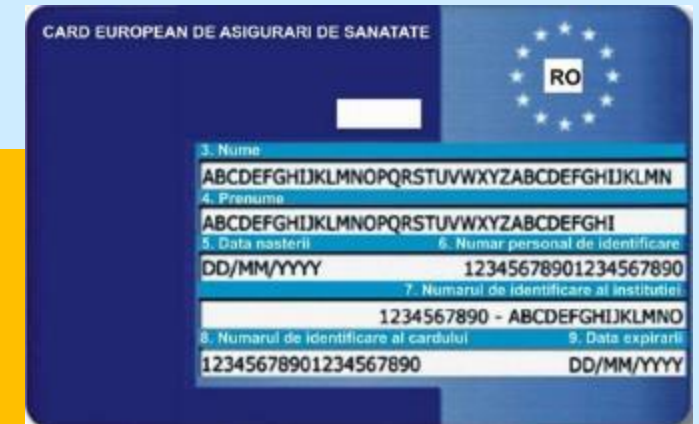 CARD EUROPEAN DE ASIGURARI DE SANATATE
RO
3. Nume
ABCDEFGHIJKLMNOPQRSTUVWXYZABCDEFGHIJKLMN
4. Prenume
ABCDEFGHIJKLMNOPQRSTUVWXYZABCDEFGHI
5. Data nasterii 6. Numar personal de identificare
DD/MM/YYYY 12345678901234567890
7. Numarul de identificare al institutiei
1234567890 - ABCDEFGHIJKLMNO
8. Numarul de identificare al cardului 9. Data expirarii
12345678901234567890 DD/MM/YYYY